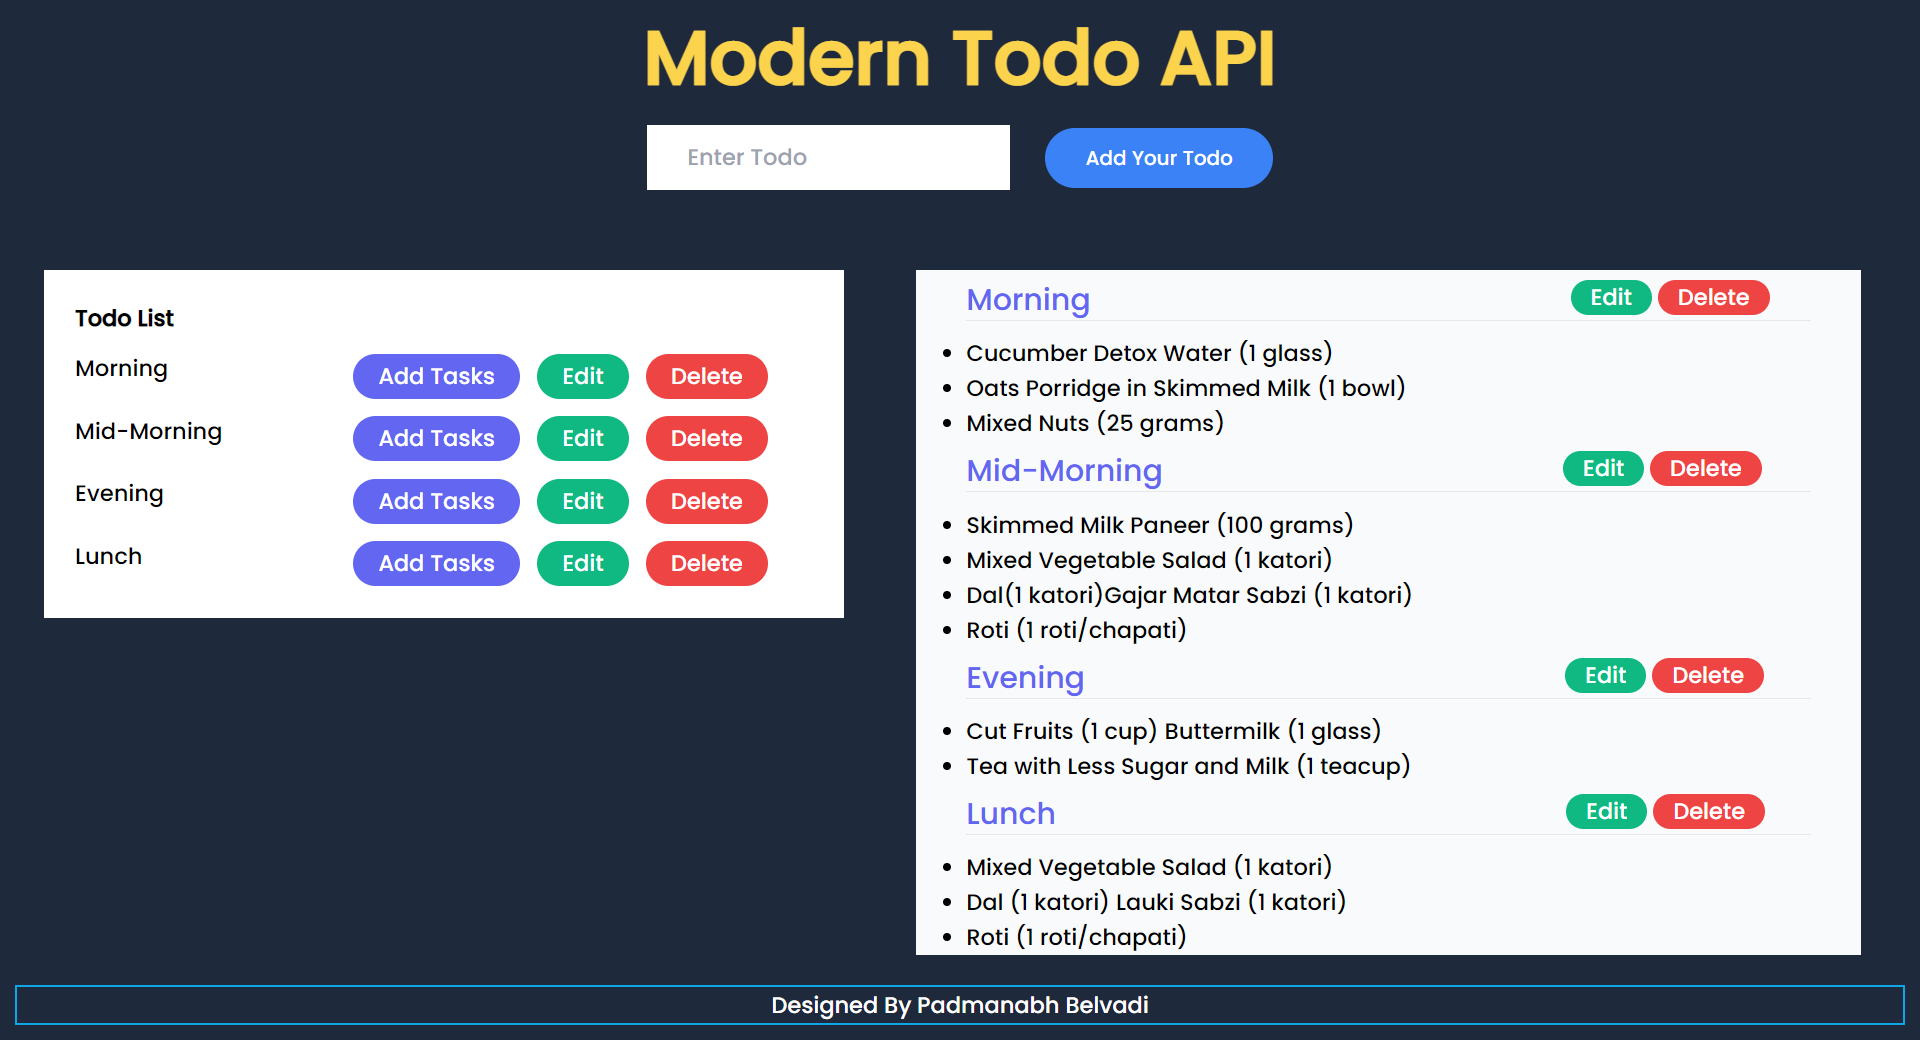 Modern Todo API
Enter Todo
Add Your Todo
Todo List
Morning Add Tasks Edit Delete
Mid-Morning Add Tasks Edit Delete
Evening Add Tasks Edit Delete
Lunch Add Tasks Edit Delete
Morning Edit Delete
Cucumber Detox Water (1 glass)
Oats Porridge in Skimmed Milk (1 bowl)
Mixed Nuts (25 grams)
Mid-Morning Edit Delete
Skimmed Milk Paneer (100 grams)
Mixed Vegetable Salad (1 katori)
Dal(1 katori)Gajar Matar Sabzi (1 katori)
Roti (1 roti/chapati)
Evening Edit Delete
Cut Fruits (1 cup) Buttermilk (1 glass)
Tea with Less Sugar and Milk (1 teacup)
Lunch Edit Delete
Mixed Vegetable Salad (1 katori)
Dal (1 katori) Lauki Sabzi (1 katori)
Roti (1 roti/chapati)
Designed By Padmanabh Belvadi